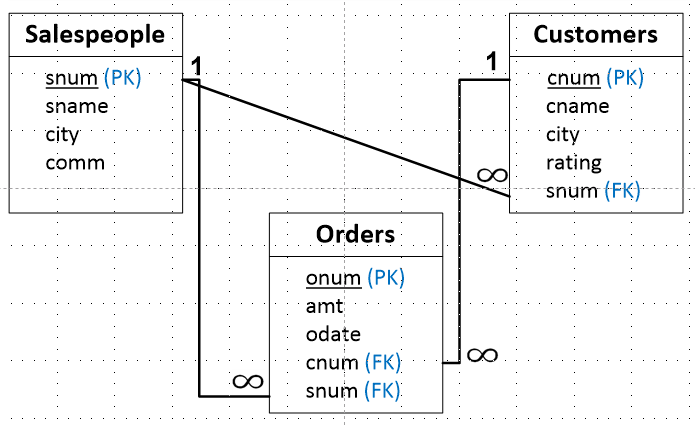 Salespeople
snum (PK)
sname
city
comm
1
Customers
cnum (PK)
cname
city
rating
snum (FK)
1
∞
Orders
onum (PK)
amt
odate
cnum (FK)
snum (FK)
∞
∞